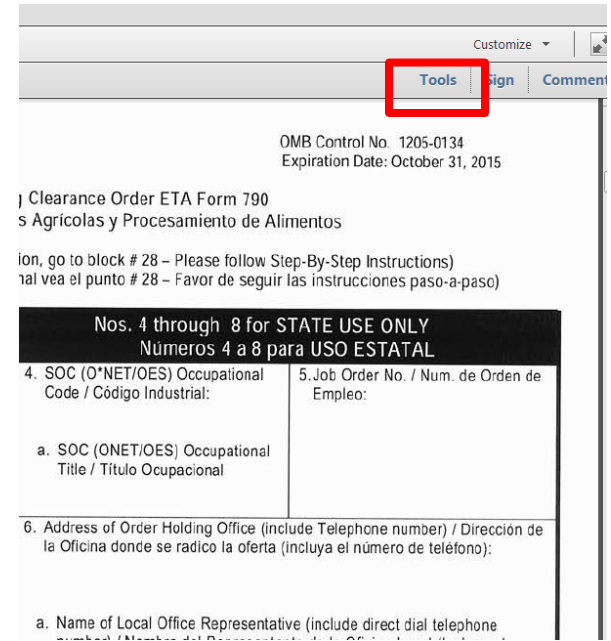 Customize
Tools Sign Comment
OMB Control No. 1205-0134
Expiration Date: October 31, 2015
Clearance Order ETA Form 790
s Agrícolas y Procesamiento de Alimentos
ion, go to block # 28 – Please follow Step-By-Step Instructions)
nal vea el punto # 28 – Favor de seguir las instrucciones paso-a-paso)
Nos. 4 through 8 for STATE USE ONLY
Números 4 a 8 para USO ESTATAL
4. SOC (O*NET/OES) Occupational
Code / Código Industrial:
a. SOC (ONET/OES) Occupational
Title / Título Ocupacional
5. Job Order No. / Num. de Orden de
Empleo:
6. Address of Order Holding Office (include Telephone number) / Dirección de
la Oficina donde se radico la oferta (incluya el número de teléfono):
a. Name of Local Office Representative (include direct dial telephone